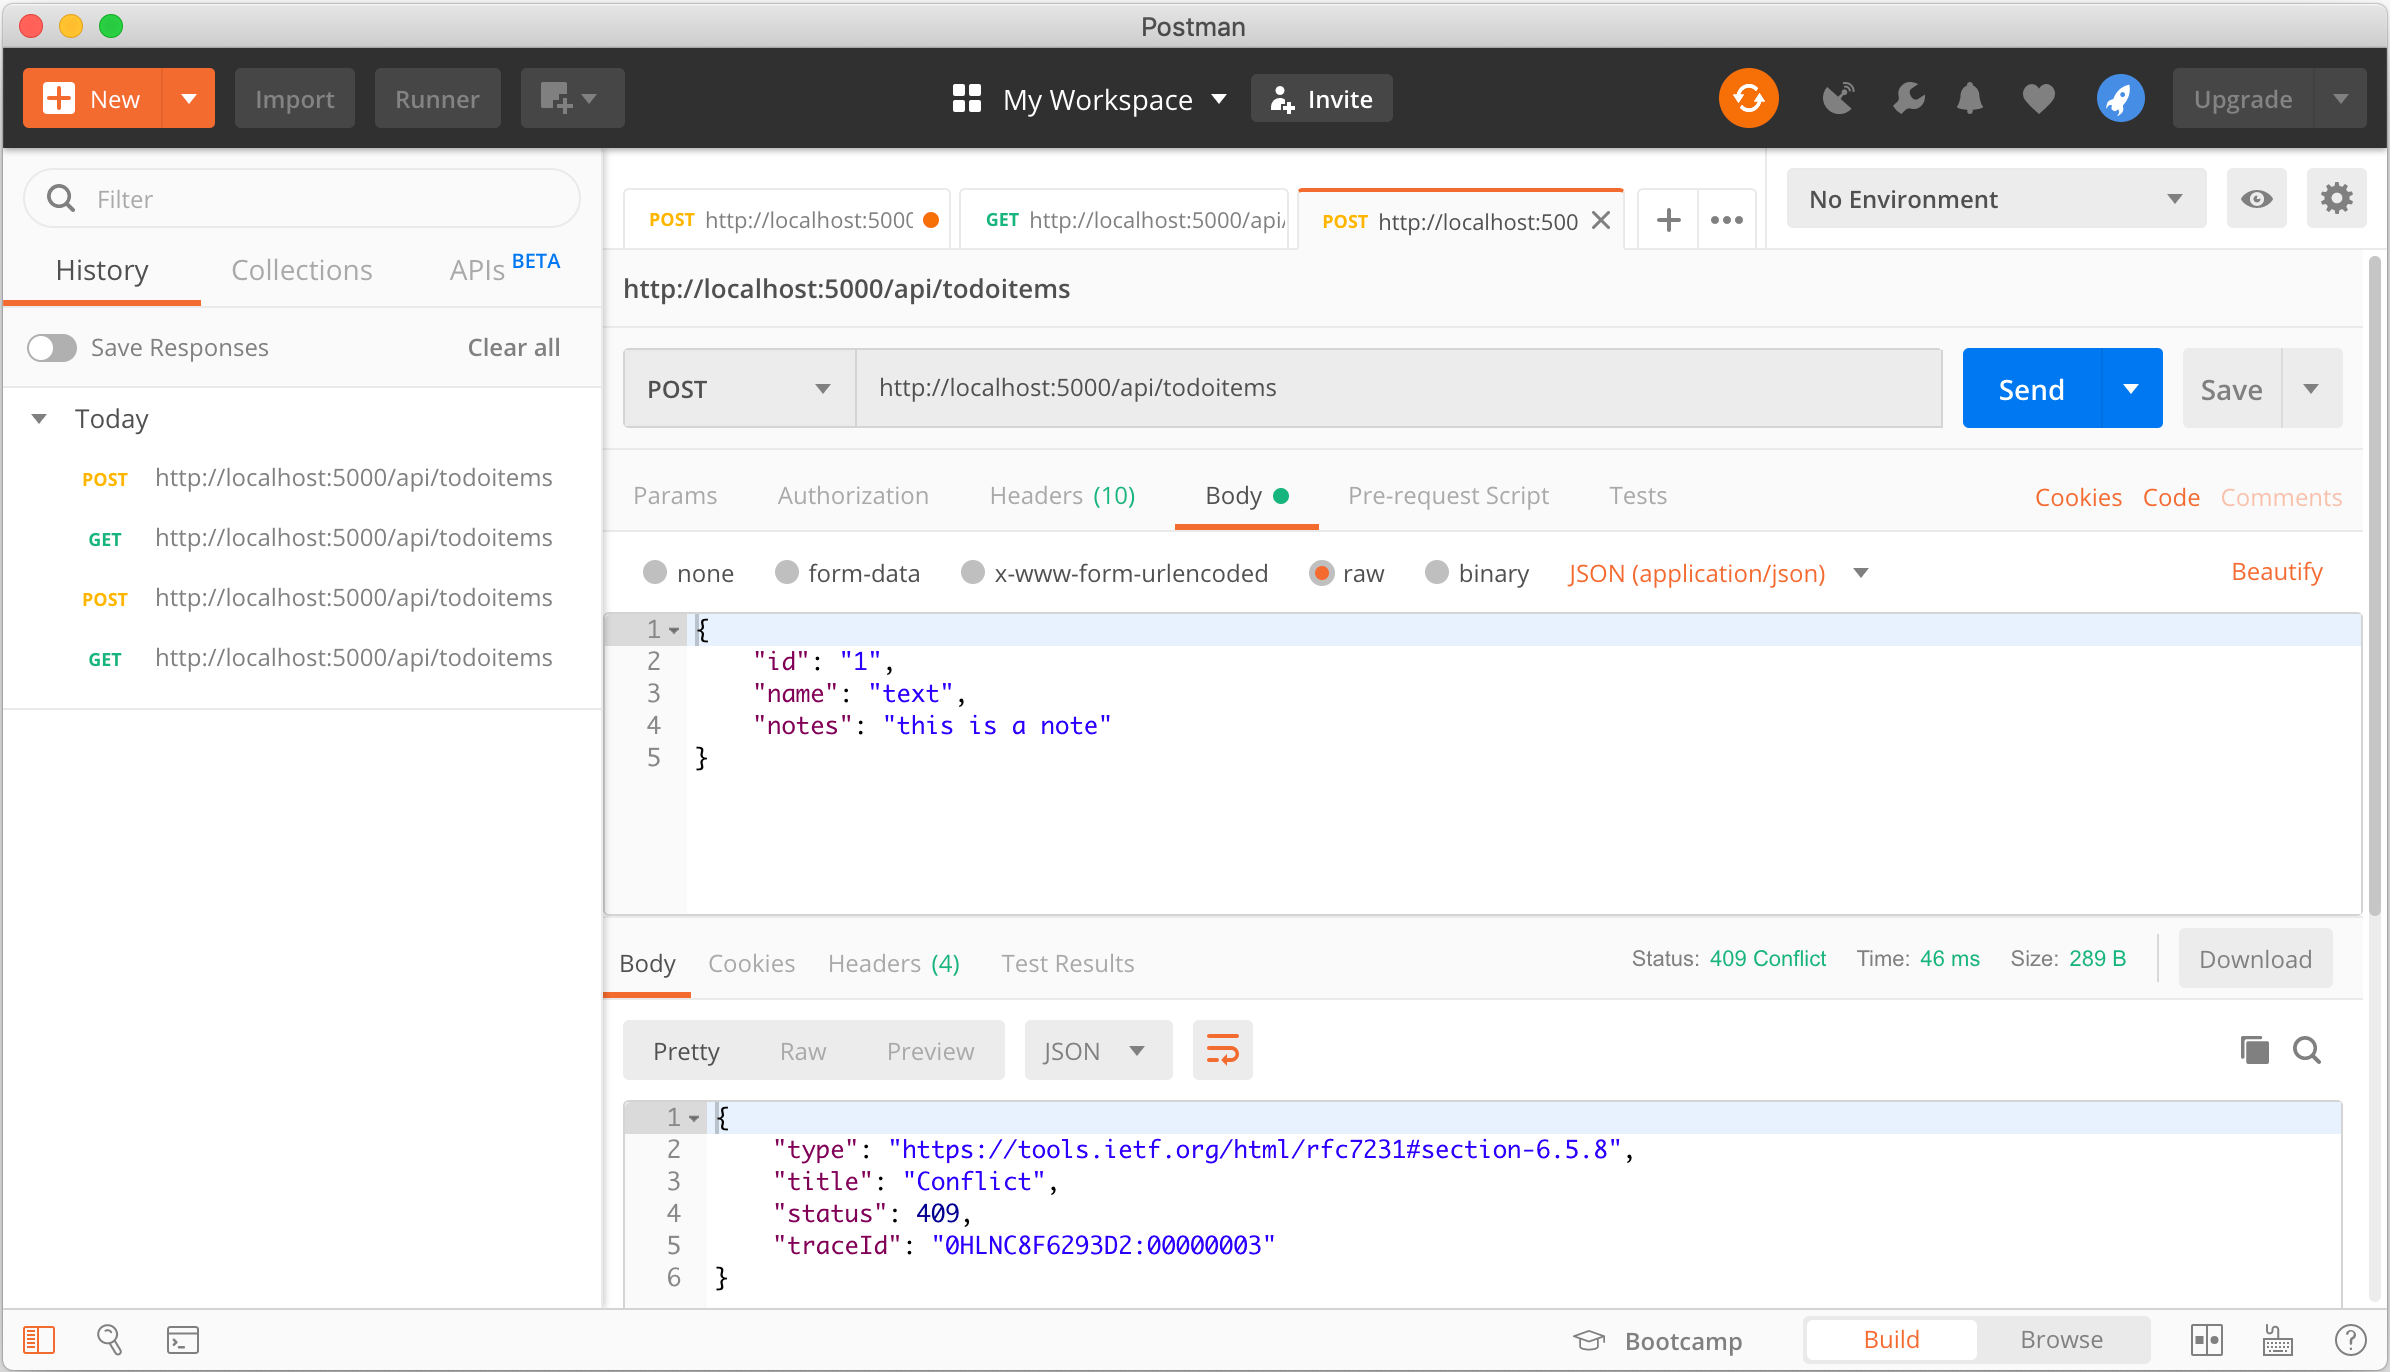 Postman
New
Import
Runner
My Workspace
Invite
Upgrade
Filter
History
Collections
APIs BETA
Save Responses
Clear all
Today
POST http://localhost:5000/api/todoitems
GET http://localhost:5000/api/todoitems
POST http://localhost:5000/api/todoitems
GET http://localhost:5000/api/todoitems
POST http://localhost:5000
GET http://localhost:5000/api/
POST http://localhost:500
No Environment
http://localhost:5000/api/todoitems
POST
http://localhost:5000/api/todoitems
Send
Save
Params
Authorization
Headers (10)
Body
Pre-request Script
Tests
Cookies
Code
Comments
none
form-data
x-www-form-urlencoded
raw
binary
JSON (application/json)
Beautify
1 {
2 "id": "1",
3 "name": "text",
4 "notes": "this is a note"
5 }
Body
Cookies
Headers (4)
Test Results
Status: 409 Conflict
Time: 46 ms
Size: 289 B
Download
Pretty
Raw
Preview
JSON
1 {
2 "type": "https://tools.ietf.org/html/rfc7231#section-6.5.8",
3 "title": "Conflict",
4 "status": 409,
5 "traceId": "0HLNC8F6293D2:00000003"
6 }
Bootcamp
Build
Browse
?